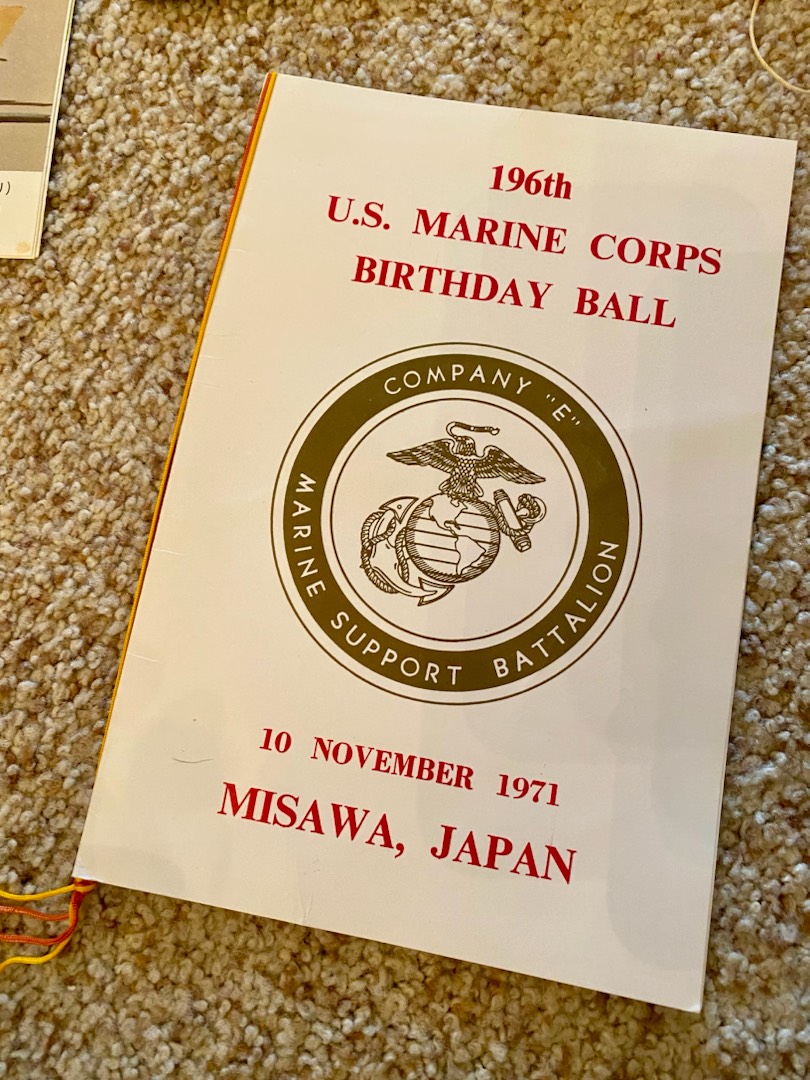 196th
U.S. MARINE CORPS
BIRTHDAY BALL
COMPANY "E"
MARINE SUPPORT BATTALION
10 NOVEMBER 1971
MISAWA, JAPAN